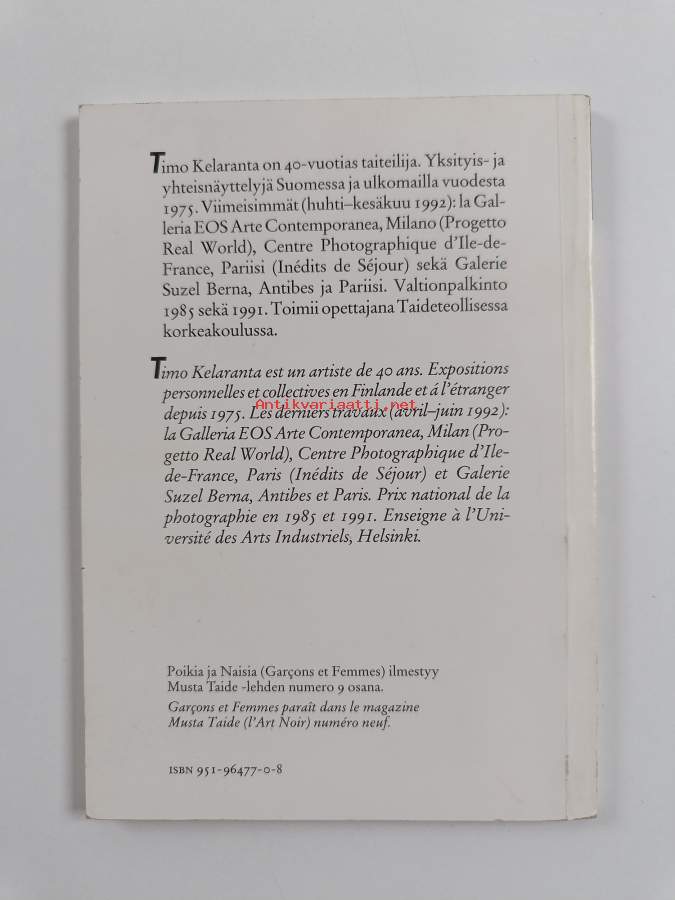 Timo Kelaranta on 40-vuotias taiteilija. Yksityis- ja
yhteisnäyttelyjä Suomessa ja ulkomailla vuodesta
1975. Viimeisimmät (huhti–kesäkuu 1992): la Gal-
leria EOS Arte Contemporanea, Milano (Progetto
Real World), Centre Photographique d'Ile-de-
France, Pariisi (Inédits de Séjour) sekä Galerie
Suzel Berna, Antibes ja Pariisi. Valtionpalkinto
1985 sekä 1991. Toimii opettajana Taideteollisessa
korkeakoulussa.
Timo Kelaranta est un artiste de 40 ans. Expositions
personnelles et collectives en Finlande et á l'étranger
Antikvariaatti.net
depuis 1975. Les derniers travaux (avril–juin 1992):
la Galleria EOS Arte Contemporanea, Milan (Pro-
getto Real World), Centre Photographique d'Ile-
de-France, Paris (Inédits de Séjour) et Galerie
Suzel Berna, Antibes et Paris. Prix national de la
photographie en 1985 et 1991. Enseigne à l'Uni-
versité des Arts Industriels, Helsinki.
Poikia ja Naisia (Garçons et Femmes) ilmestyy
Musta Taide -lehden numero 9 osana.
Garçons et Femmes paraît dans le magazine
Musta Taide (l'Art Noir) numéro neuf.
ISBN 951-96477-0-8